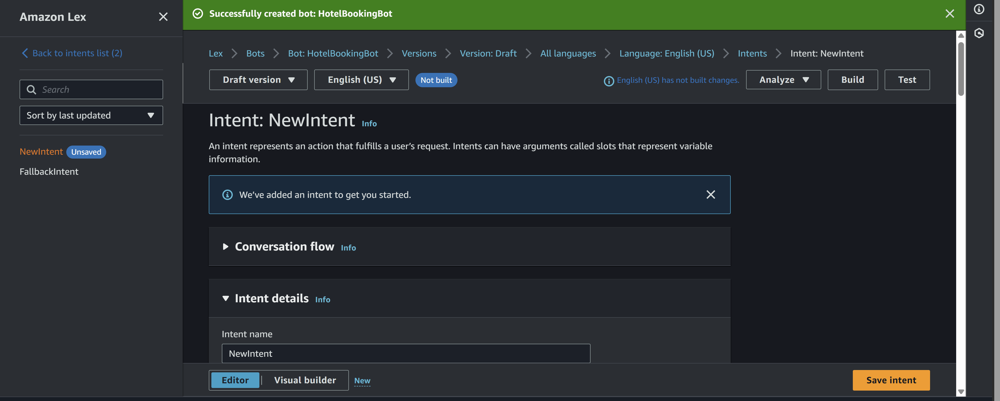 Amazon Lex
Back to intents list (2)
Search
Sort by last updated
NewIntent Unsaved
FallbackIntent
Successfully created bot: HotelBookingBot
Lex Bots Bot: HotelBookingBot Versions Version: Draft All languages Language: English (US) Intents Intent: NewIntent
Draft version English (US) Not built English (US) has not built changes. Analyze Build Test
Intent: NewIntent Info
An intent represents an action that fulfills a user’s request. Intents can have arguments called slots that represent variable
information.
We’ve added an intent to get you started.
Conversation flow Info
Intent details Info
Intent name
NewIntent
Editor | Visual builder New
Save intent